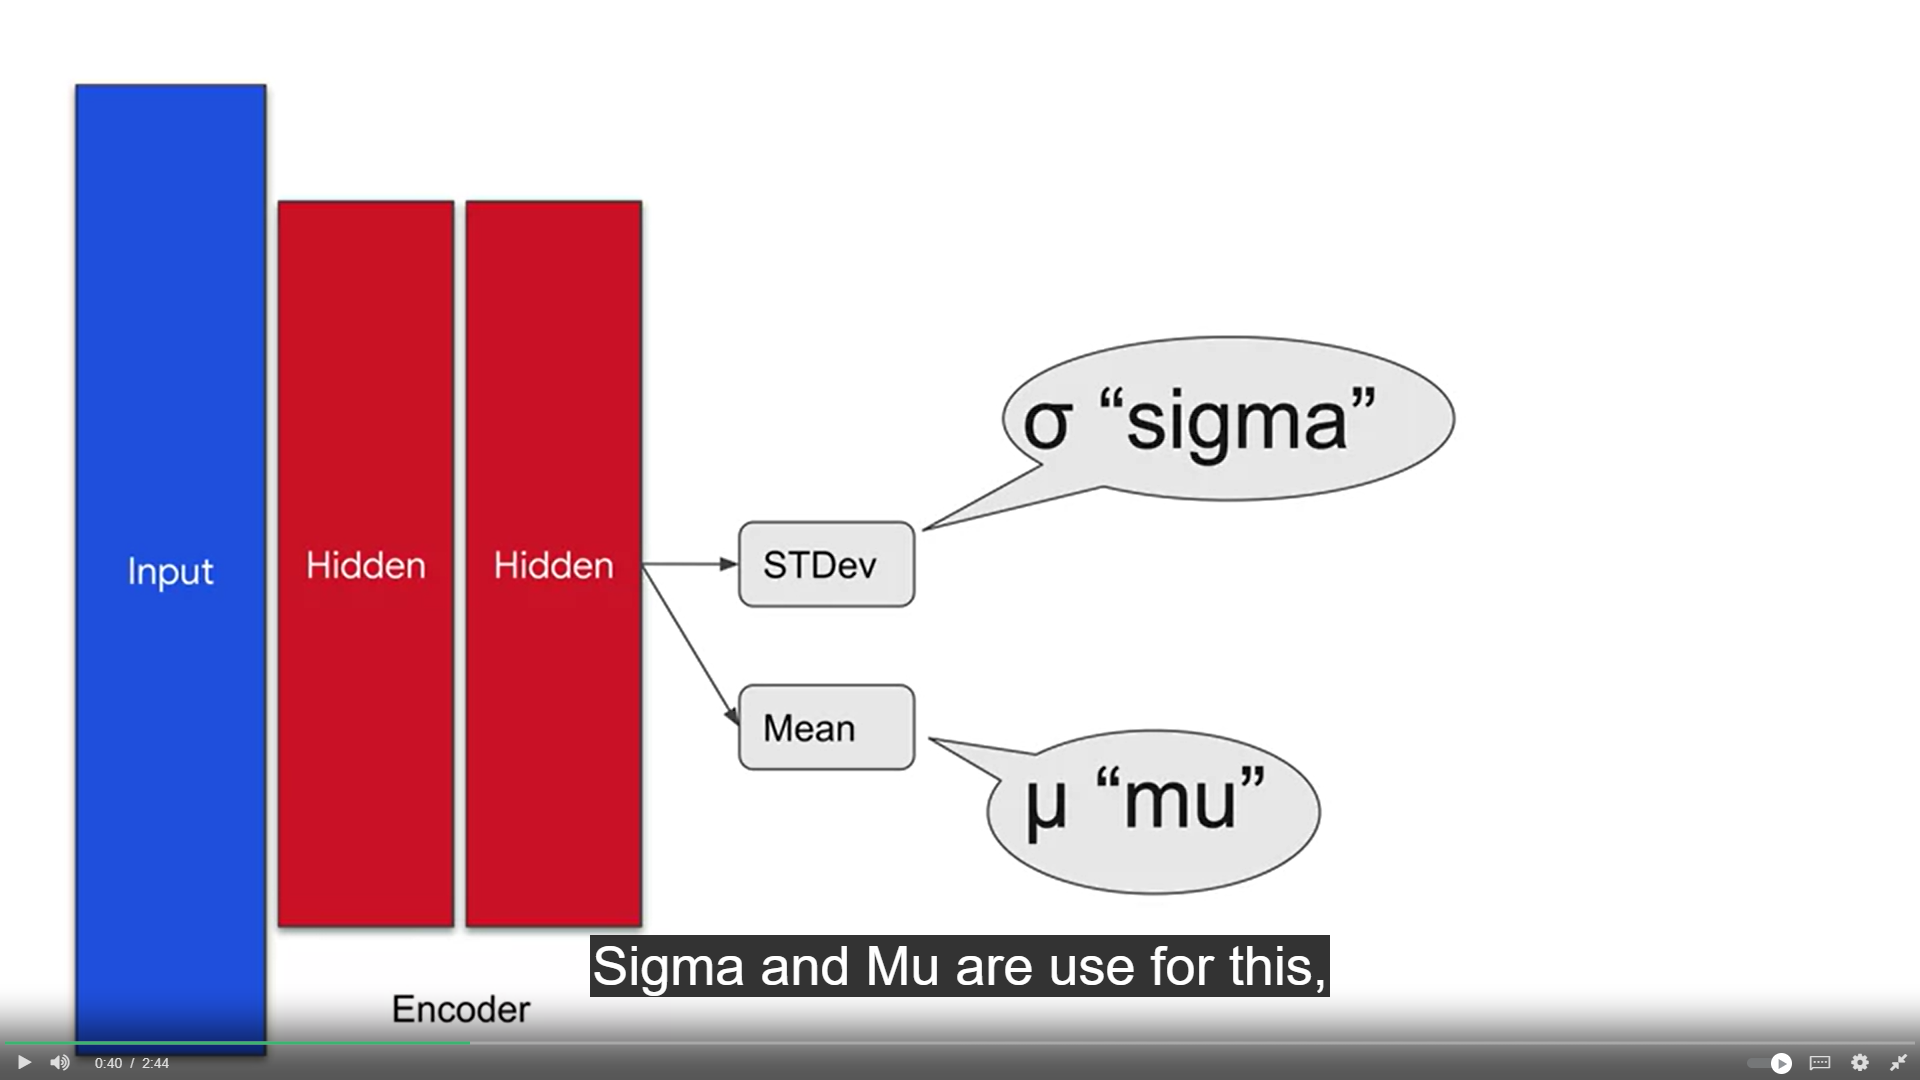 Input
Hidden
Hidden
STDev
σ “sigma”
Mean
μ “mu”
Encoder
Sigma and Mu are use for this,
0:40 / 2:44